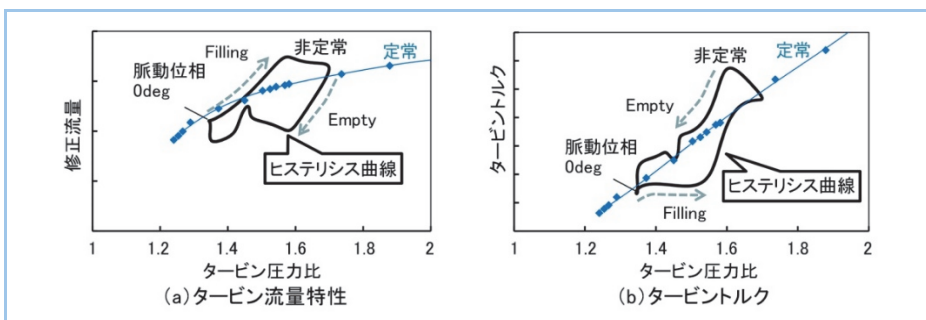 修正流量
Filling
非定常
定常
脈動位相
0deg
Empty
ヒステリシス曲線
1
1.2
1.4
1.6
1.8
2
タービン圧力比
(a)タービン流量特性
タービントルク
非定常
定常
Empty
脈動位相
0deg
ヒステリシス曲線
Filling
1
1.2
1.4
1.6
1.8
2
タービン圧力比
(b)タービントルク